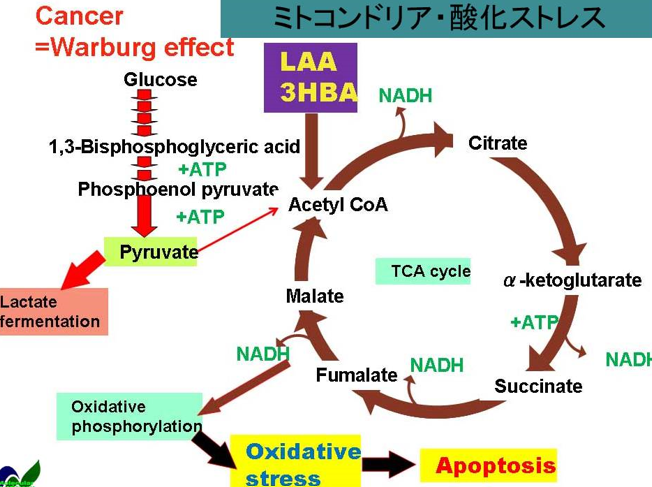 Cancer
=Warburg effect
ミトコンドリア・酸化ストレス
Glucose
LAA
3HBA
NADH
1,3-Bisphosphoglyceric acid
+ATP
Phosphoenol pyruvate
+ATP
Citrate
Acetyl CoA
Pyruvate
TCA cycle
α-ketoglutarate
Lactate
fermentation
Malate
+ATP
NADH
NADH
NADH
Fumalate
Succinate
Oxidative
phosphorylation
Oxidative
stress
Apoptosis